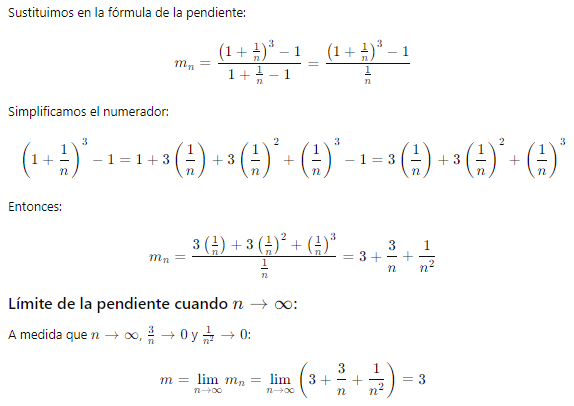 Sustituimos en la fórmula de la pendiente:
$m_n = \frac{\left(1+\frac{1}{n}\right)^3 - 1}{1+\frac{1}{n}-1} = \frac{\left(1+\frac{1}{n}\right)^3 - 1}{\frac{1}{n}}$
Simplificamos el numerador:
$\left(1+\frac{1}{n}\right)^3 - 1 = 1 + 3\left(\frac{1}{n}\right) + 3\left(\frac{1}{n}\right)^2 + \left(\frac{1}{n}\right)^3 - 1 = 3\left(\frac{1}{n}\right) + 3\left(\frac{1}{n}\right)^2 + \left(\frac{1}{n}\right)^3$
Entonces:
$m_n = \frac{3\left(\frac{1}{n}\right) + 3\left(\frac{1}{n}\right)^2 + \left(\frac{1}{n}\right)^3}{\frac{1}{n}} = 3 + \frac{3}{n} + \frac{1}{n^2}$
Límite de la pendiente cuando $n \to \infty$:
A medida que $n \to \infty$, $\frac{3}{n} \to 0$ y $\frac{1}{n^2} \to 0$:
$m = \lim_{n \to \infty} m_n = \lim_{n \to \infty} \left(3 + \frac{3}{n} + \frac{1}{n^2}\right) = 3$